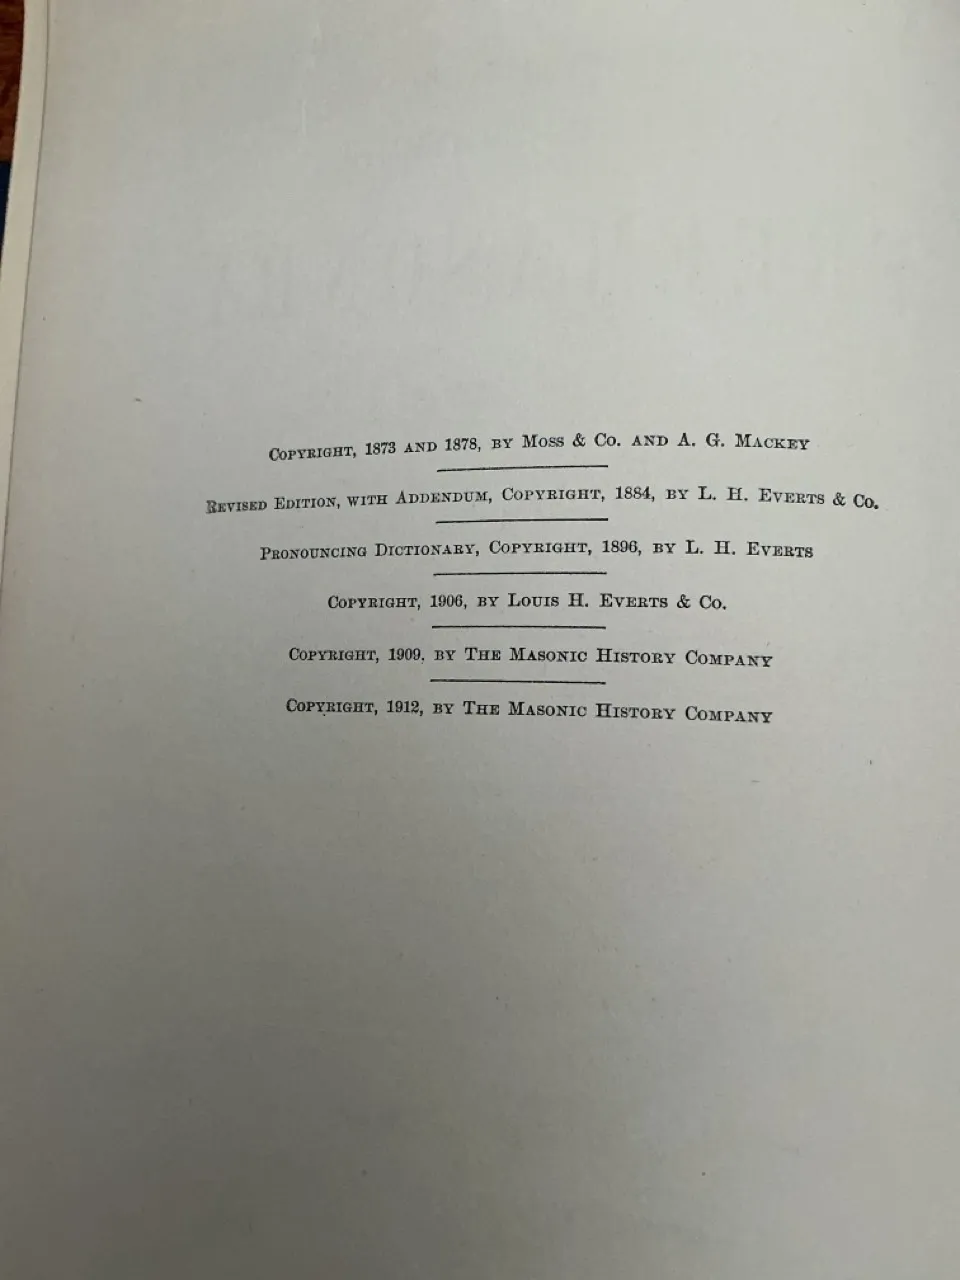 Copyright, 1873 and 1878, by Moss & Co. and A. G. Mackey
Revised Edition, with Addendum, Copyright, 1884, by L. H. Everts & Co.
Pronouncing Dictionary, Copyright, 1896, by L. H. Everts
Copyright, 1906, by Louis H. Everts & Co.
Copyright, 1909, by The Masonic History Company
Copyright, 1912, by The Masonic History Company